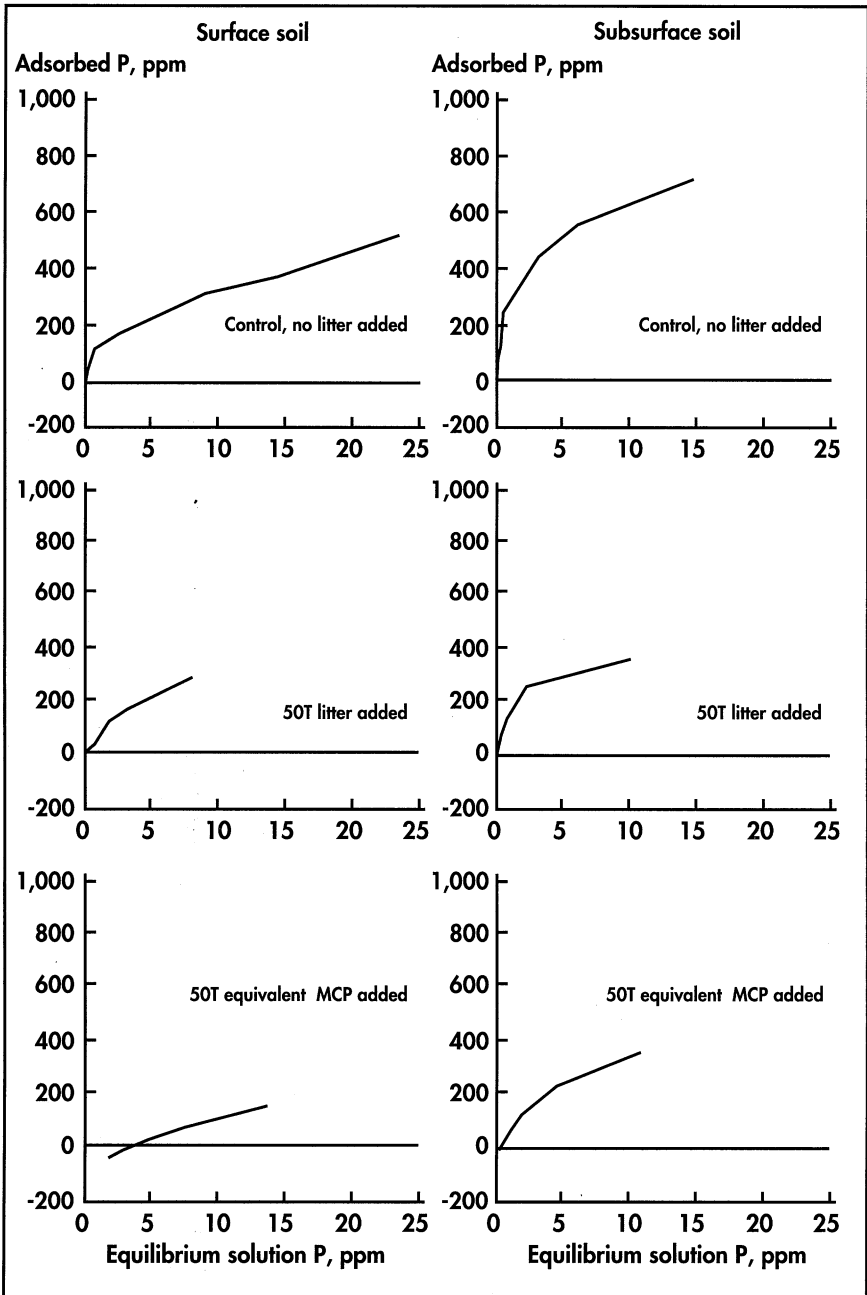 Surface soil
Subsurface soil
Adsorbed P, ppm
Adsorbed P, ppm
1,000
800
600
400
200
0
-200
Control, no litter added
0 5 10 15 20 25
1,000
800
600
400
200
0
-200
Control, no litter added
0 5 10 15 20 25
1,000
800
600
400
200
0
-200
50T litter added
0 5 10 15 20 25
1,000
800
600
400
200
0
-200
50T litter added
0 5 10 15 20 25
1,000
800
600
400
200
0
-200
50T equivalent MCP added
0 5 10 15 20 25
Equilibrium solution P, ppm
1,000
800
600
400
200
0
-200
50T equivalent MCP added
0 5 10 15 20 25
Equilibrium solution P, ppm